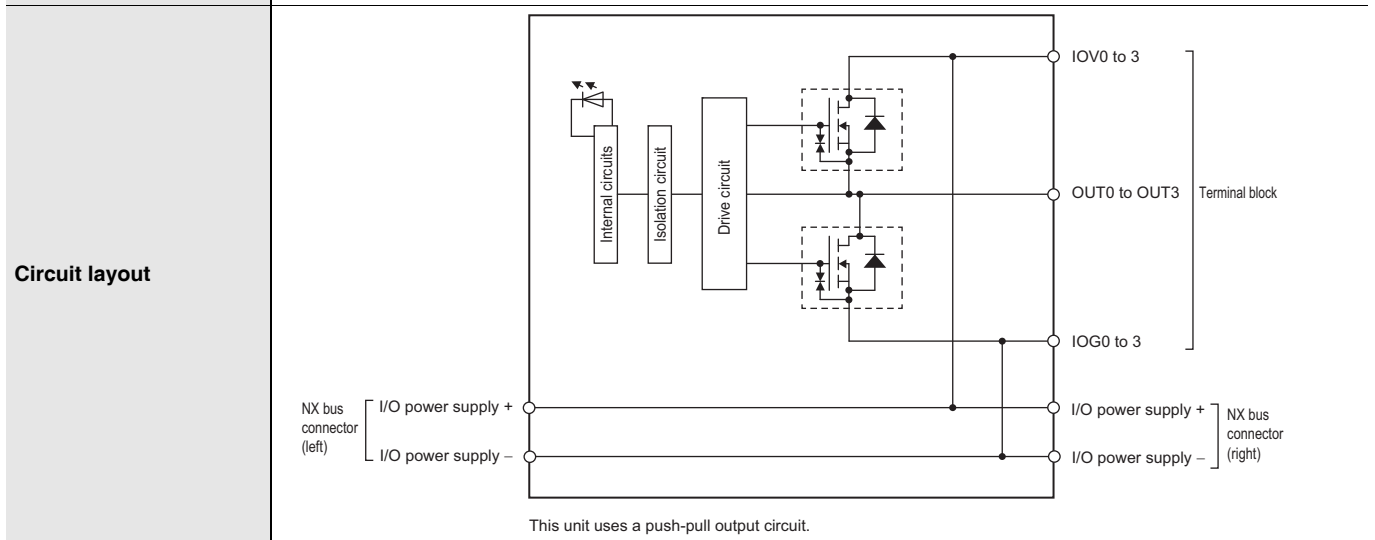 Circuit layout
Internal circuits
Isolation circuit
Drive circuit
IOV0 to 3
OUT0 to OUT3
Terminal block
IOG0 to 3
NX bus
connector
(left)
I/O power supply +
I/O power supply –
I/O power supply +
I/O power supply –
NX bus
connector
(right)
This unit uses a push-pull output circuit.